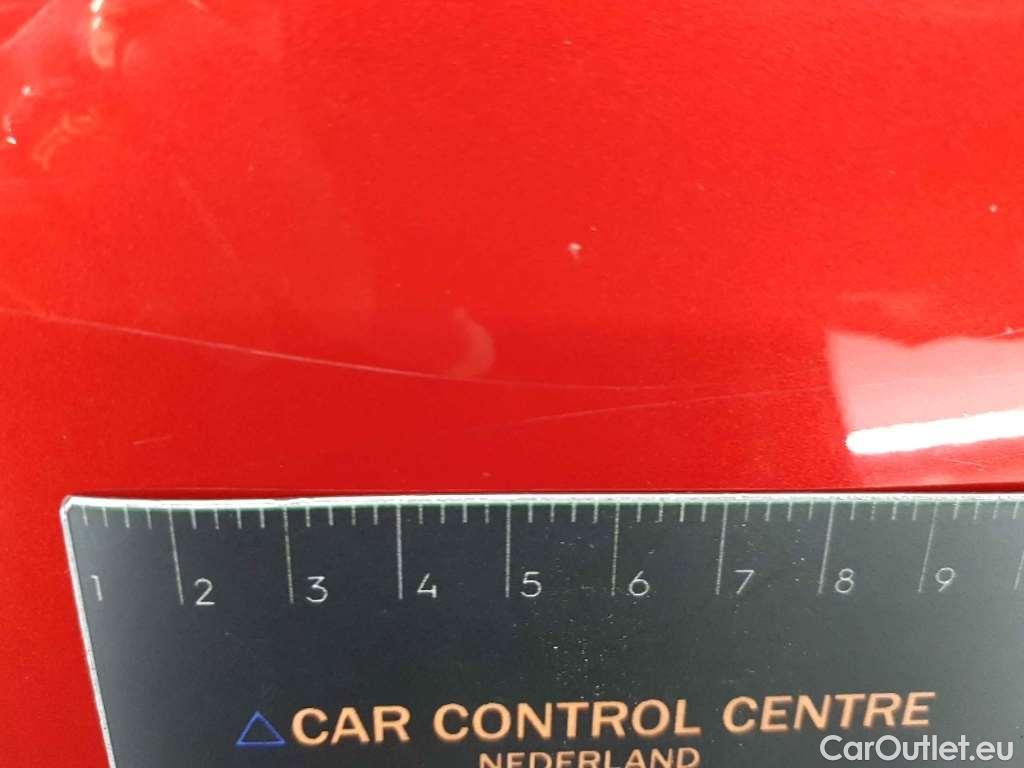 1 2 3 4 5 6 7 8 9
CAR CONTROL CENTRE
NEDERLAND
CarOutlet.eu